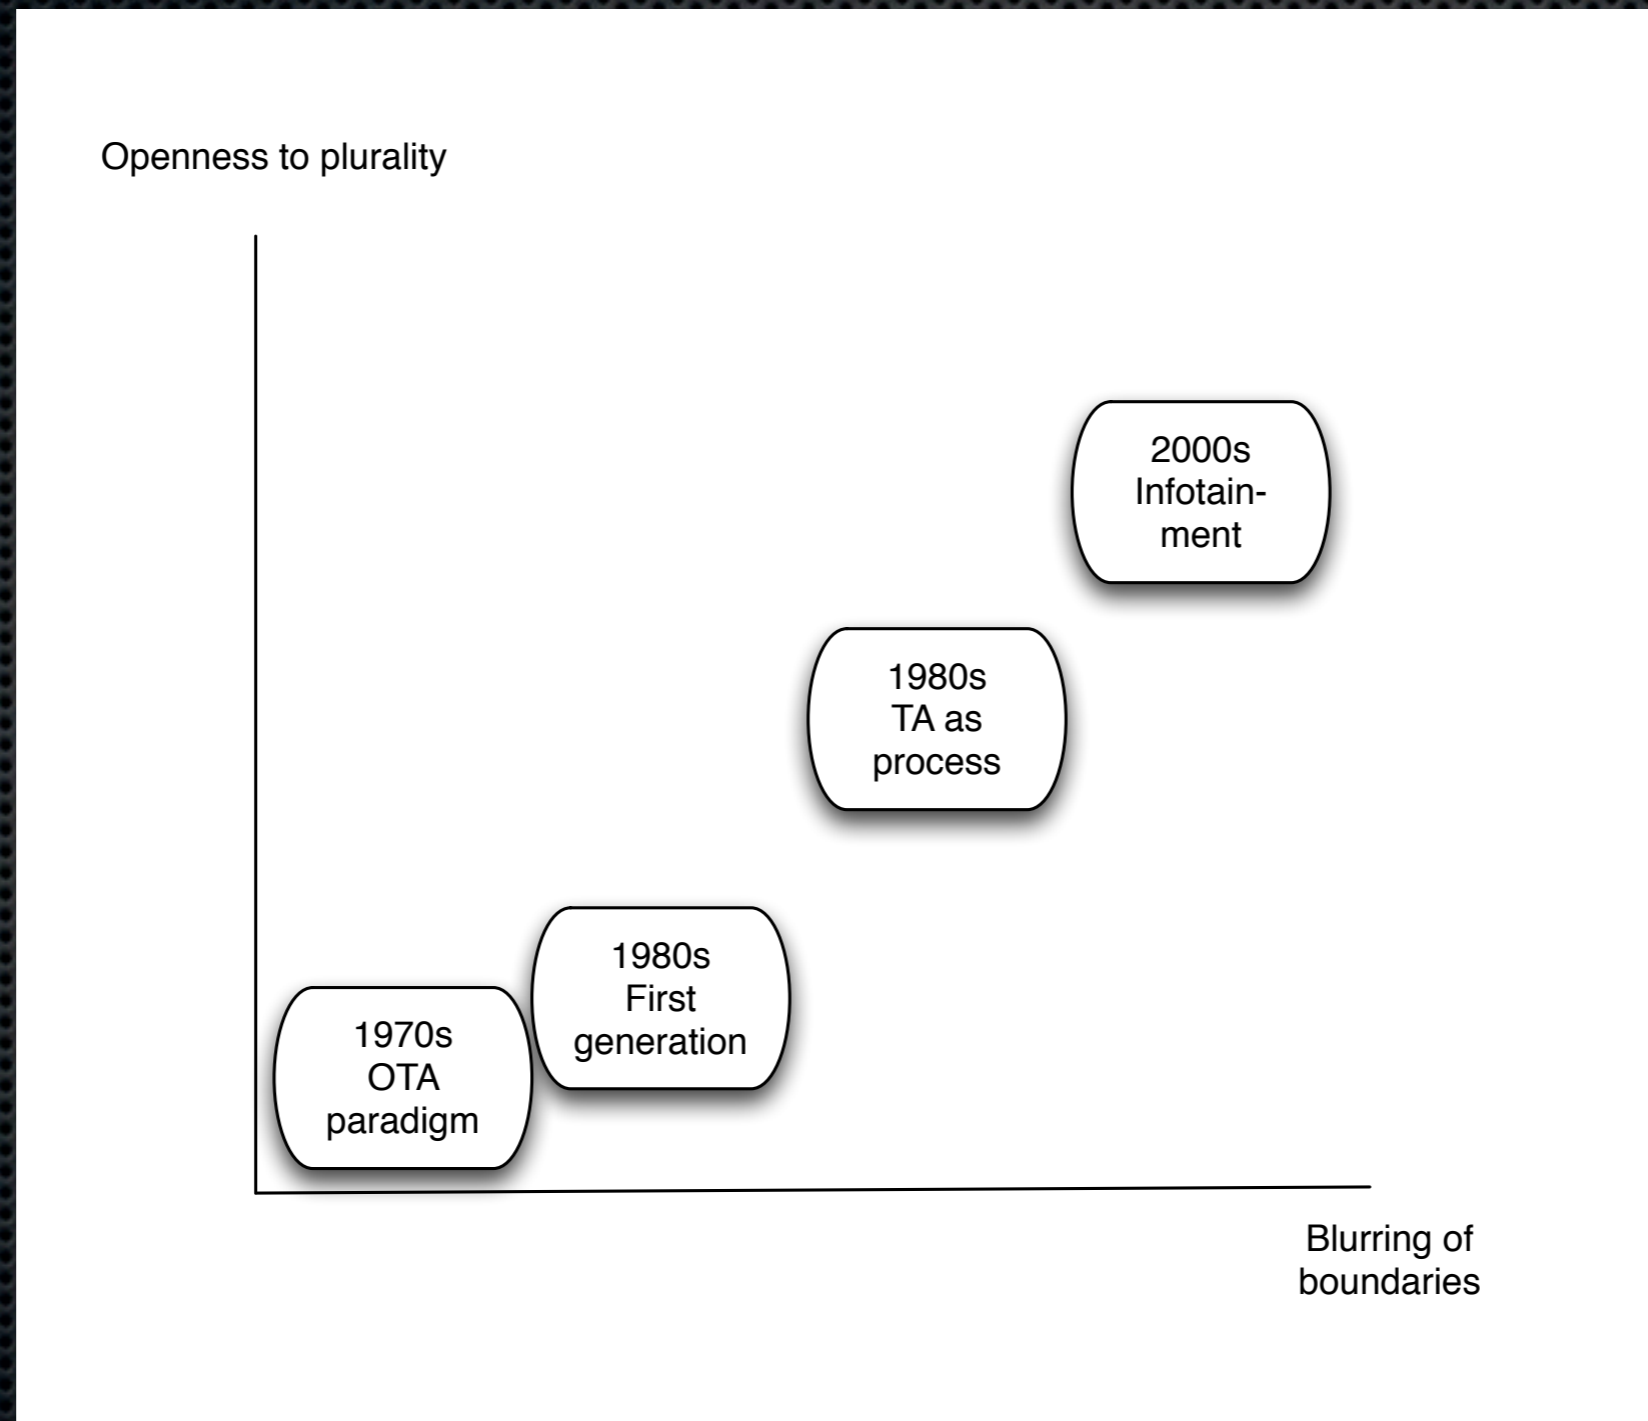 Openness to plurality
2000s
Infotain-
ment
1980s
TA as
process
1980s
First
generation
1970s
OTA
paradigm
Blurring of
boundaries